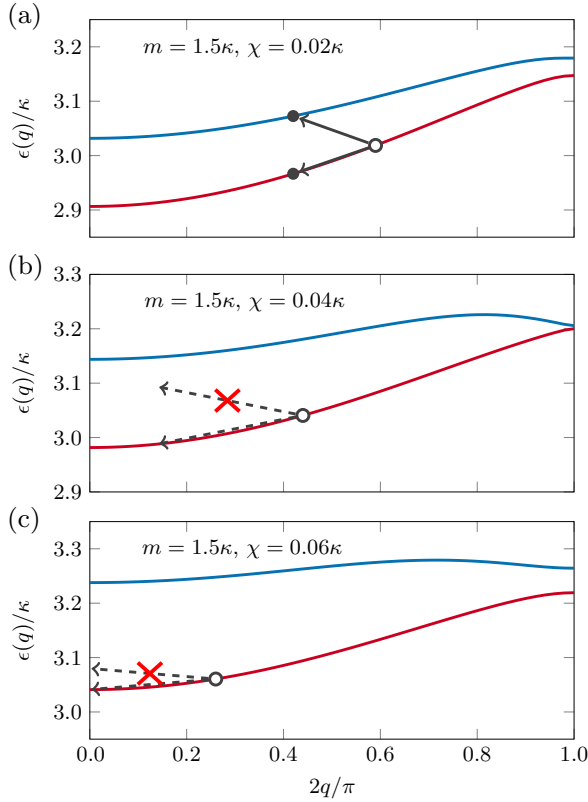 (a)
m = 1.5κ, χ = 0.02κ
3.2
3.1
3.0
2.9
ϵ(q)/κ
(b)
m = 1.5κ, χ = 0.04κ
3.3
3.2
3.1
3.0
2.9
ϵ(q)/κ
(c)
m = 1.5κ, χ = 0.06κ
3.3
3.2
3.1
3.0
ϵ(q)/κ
0.0 0.2 0.4 0.6 0.8 1.0
2q/π